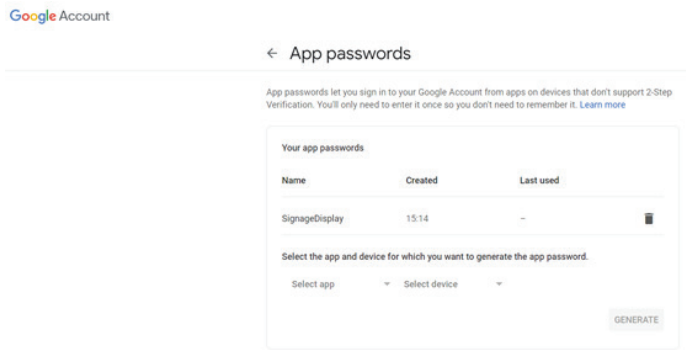 Google Account
← App passwords
App passwords let you sign in to your Google Account from apps on devices that don't support 2-Step
Verification. You'll only need to enter it once so you don't need to remember it. Learn more
Your app passwords
Name Created Last used
SignageDisplay 15:14 –
Select the app and device for which you want to generate the app password.
Select app Select device
GENERATE